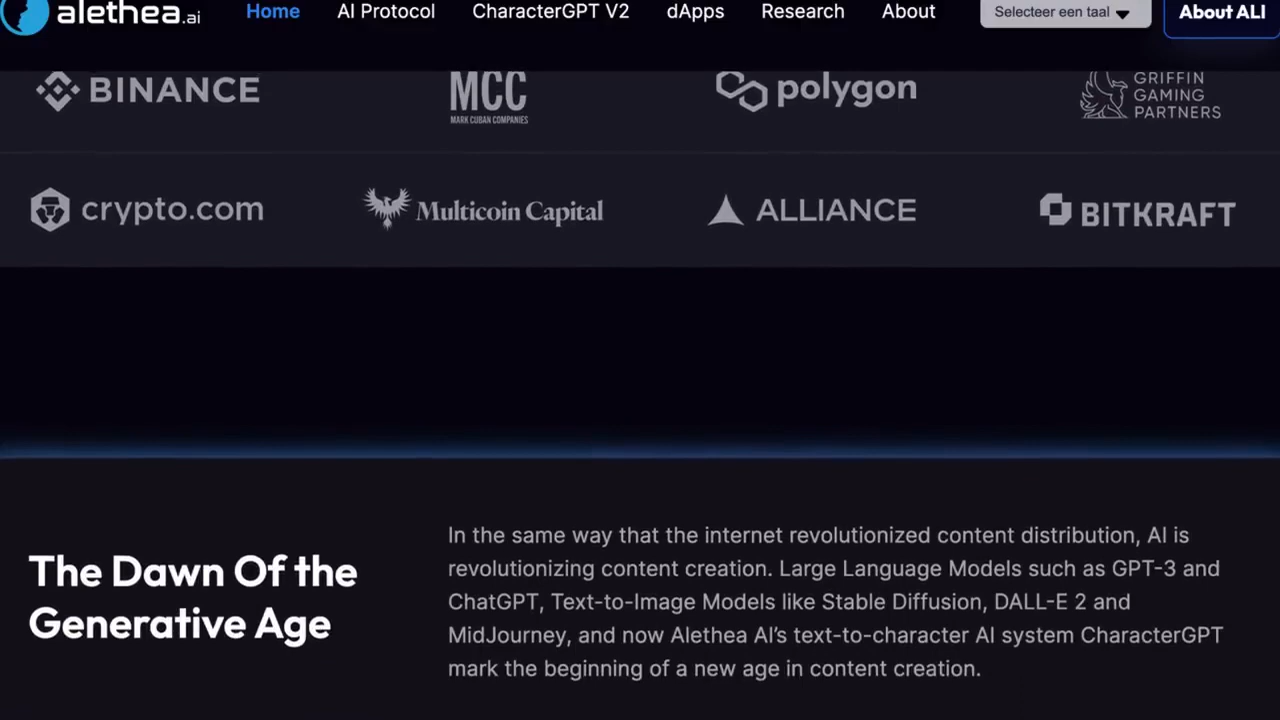 alethea.ai Home AI Protocol CharacterGPT V2 dApps Research About Selecteer een taal About ALI
BINANCE
MCC
MARK CUBAN COMPANIES
polygon
GRIFFIN
GAMING
PARTNERS
crypto.com Multicoin Capital ALLIANCE BITKRAFT
The Dawn Of the
Generative Age
In the same way that the internet revolutionized content distribution, AI is
revolutionizing content creation. Large Language Models such as GPT-3 and
ChatGPT, Text-to-Image Models like Stable Diffusion, DALL-E 2 and
MidJourney, and now Alethea AI’s text-to-character AI system CharacterGPT
mark the beginning of a new age in content creation.